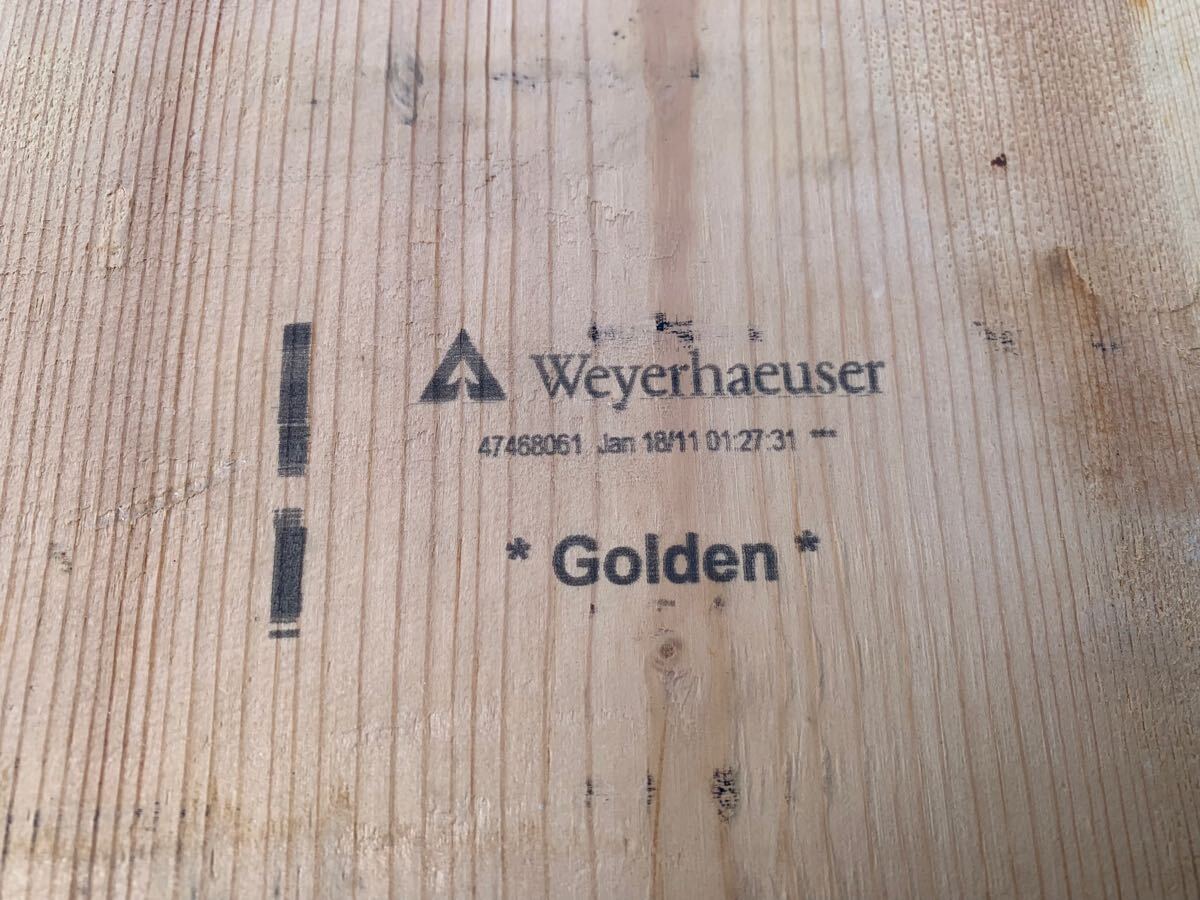 Weyerhaeuser
47468061 Jan 18/11 01:27:31 ***
* Golden *